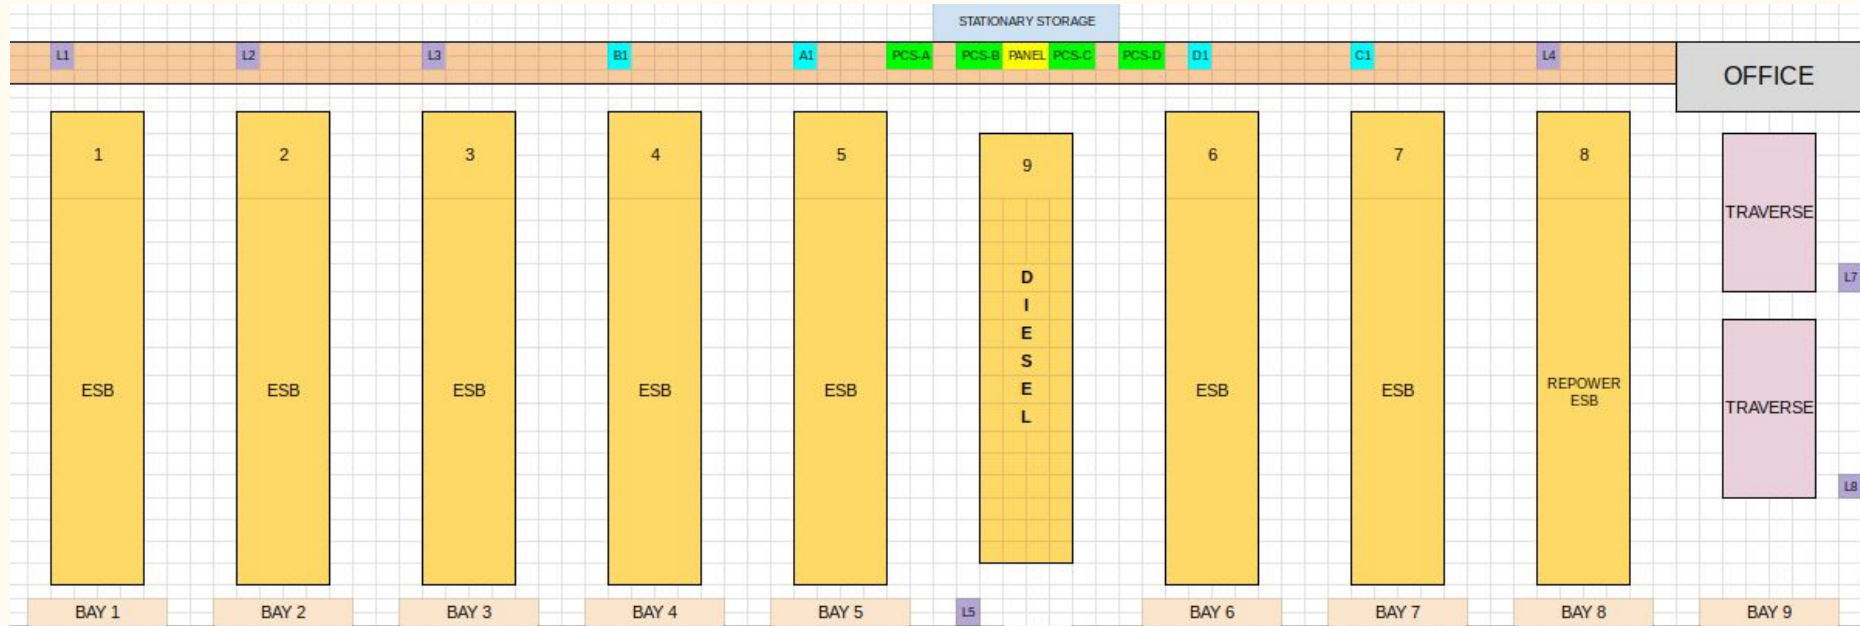 STATIONARY STORAGE
L1
L2
L3
B1
A1
PCS-A
PCS-B
PANEL
PCS-C
PCS-D
D1
C1
L4
OFFICE
1
2
3
4
5
9
6
7
8
TRAVERSE
L7
D
I
E
S
E
L
ESB
ESB
ESB
ESB
ESB
ESB
ESB
REPOWER
ESB
TRAVERSE
L8
BAY 1
BAY 2
BAY 3
BAY 4
BAY 5
L5
BAY 6
BAY 7
BAY 8
BAY 9